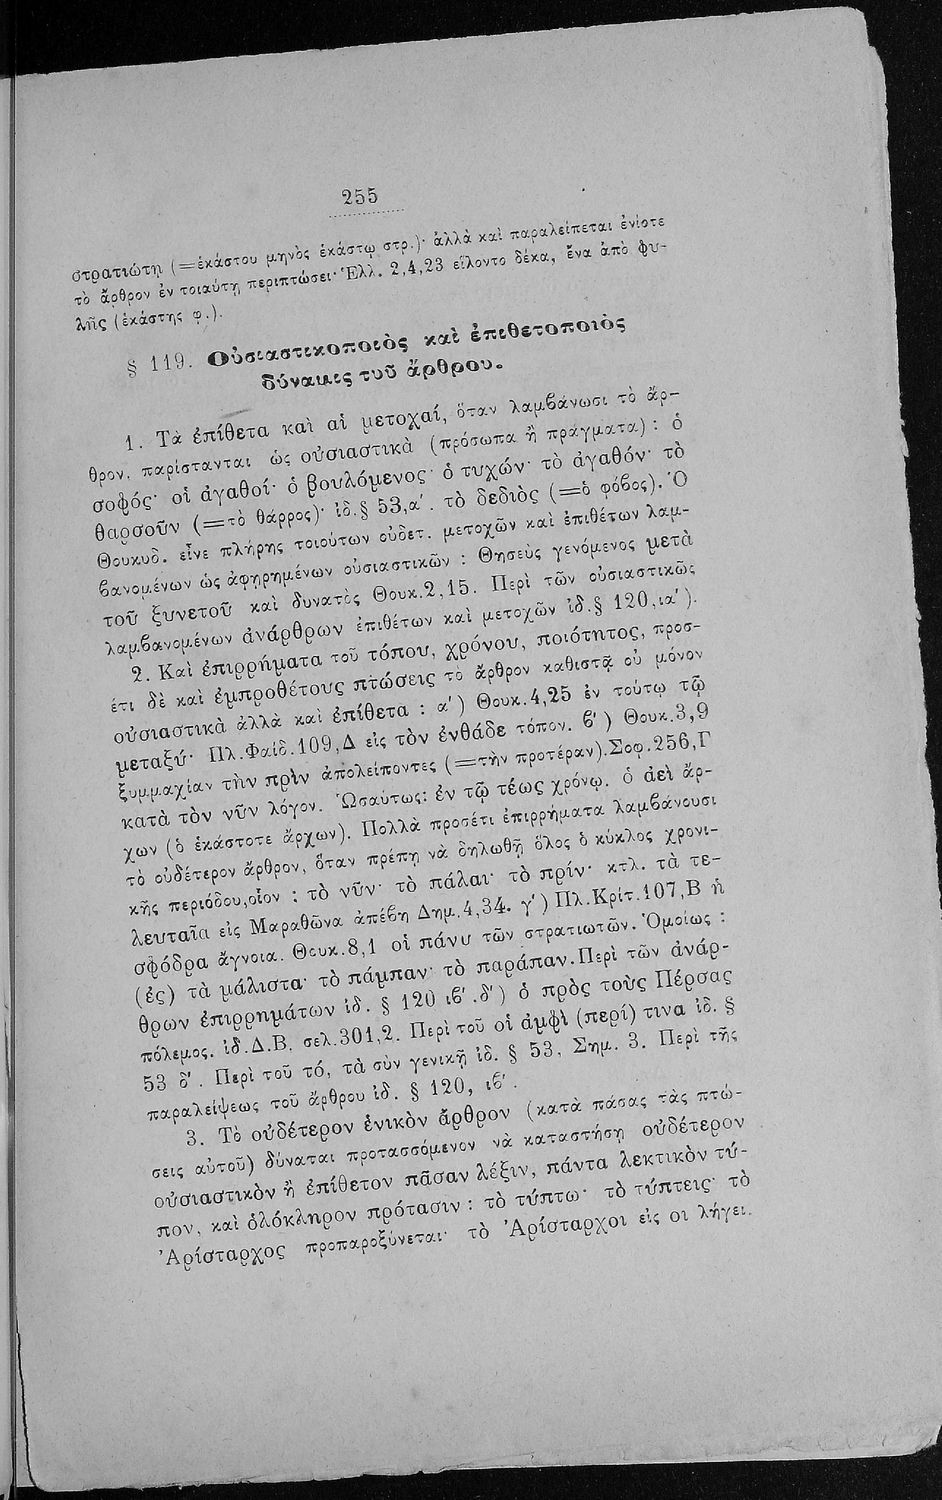 255
στρατιώτῃ (=ἑκάστου μηνὸς ἑκάστῳ στρ.)· ἀλλὰ καὶ παραλείπεται ἐνίοτε
τὸ ἄρθρον ἐν τοιαύτῃ περιπτώσει· Ἑλλ. 2,4,23 εἵλοντο δέκα, ἕνα ἀπὸ φυ-
λῆς (ἑκάστης φ.).
§ 119. Οὐσιαστικοποιὸς καὶ ἐπιθετοποιὸς
δύναμις τοῦ ἄρθρου.
1. Τὰ ἐπίθετα καὶ αἱ μετοχαί, ὅταν λαμβάνωσι τὸ ἄρ-
θρον, παρίστανται ὡς οὐσιαστικὰ (πρόσωπα ἢ πράγματα) : ὁ
σοφός· οἱ ἀγαθοί· ὁ βουλόμενος· ὁ τυχών· τὸ ἀγαθόν· τὸ
θαρσοῦν (=τὸ θάρρος)· ἰδ.§ 53,α΄. τὸ δεδιὸς (=ὁ φόβος). Ὁ
Θουκυδ. εἶνε πλήρης τοιούτων οὐδετ. μετοχῶν καὶ ἐπιθέτων λαμ-
βανομένων ὡς ἀφῃρημένων οὐσιαστικῶν : Θησεὺς γενόμενος μετὰ
τοῦ ξυνετοῦ καὶ δυνατὸς Θουκ.2,15. Περὶ τῶν οὐσιαστικῶς
λαμβανομένων ἀνάρθρων ἐπιθέτων καὶ μετοχῶν ἰδ.§ 120,ια΄).
2. Καὶ ἐπιρρήματα τοῦ τόπου, χρόνου, ποιότητος, προσ-
έτι δὲ καὶ ἐμπροθέτους πτώσεις τὸ ἄρθρον καθιστᾷ οὐ μόνον
οὐσιαστικὰ ἀλλὰ καὶ ἐπίθετα : α΄) Θουκ.4,25 ἐν τούτῳ τῷ
μεταξύ· Πλ.Φαίδ.109,Δ εἰς τὸν ἐνθάδε τόπον. β΄) Θουκ.3,9
ξυμμαχίαν τὴν πρὶν ἀπολείποντες (=τὴν προτέραν).Σοφ.256,Γ
κατὰ τὸν νῦν λόγον. Ὡσαύτως: ἐν τῷ τέως χρόνῳ. ὁ ἀεὶ ἄρ-
χων (ὁ ἑκάστοτε ἄρχων). Πολλὰ προσέτι ἐπιρρήματα λαμβάνουσι
τὸ οὐδέτερον ἄρθρον, ὅταν πρέπῃ νὰ δηλωθῇ ὅλος ὁ κύκλος χρονι-
κῆς περιόδου,οἷον : τὸ νῦν· τὸ πάλαι· τὸ πρίν· κτλ. τὰ τε-
λευταῖα εἰς Μαραθῶνα ἀπέβη Δημ.4,34. γ΄) Πλ.Κρίτ.107,Β ἡ
σφόδρα ἄγνοια. Θουκ.8,1 οἱ πάνυ τῶν στρατιωτῶν. Ὁμοίως :
(ἐς) τὰ μάλιστα· τὸ πάμπαν· τὸ παράπαν.Περὶ τῶν ἀνάρ-
θρων ἐπιρρημάτων ἰδ. § 120 ιβ΄.δ΄) ὁ πρὸς τοὺς Πέρσας
πόλεμος. ἰδ.Δ.Β. σελ.301,2. Περὶ τοῦ οἱ ἀμφὶ (περί) τινα ἰδ. §
53 δ΄. Περὶ τοῦ τό, τὰ σὺν γενικῇ ἰδ. § 53, Σημ. 3. Περὶ τῆς
παραλείψεως τοῦ ἄρθρου ἰδ. § 120, ιβ΄.
3. Τὸ οὐδέτερον ἑνικὸν ἄρθρον (κατὰ πάσας τὰς πτώ-
σεις αὐτοῦ) δύναται προτασσόμενον νὰ καταστήσῃ οὐδέτερον
οὐσιαστικὸν ἢ ἐπίθετον πᾶσαν λέξιν, πάντα λεκτικὸν τύ-
πον, καὶ ὁλόκληρον πρότασιν : τὸ τύπτω· τὸ τύπτεις· τὸ
Ἀρίσταρχος προπαροξύνεται· τὸ Ἀρίσταρχοι εἰς οι λήγει.